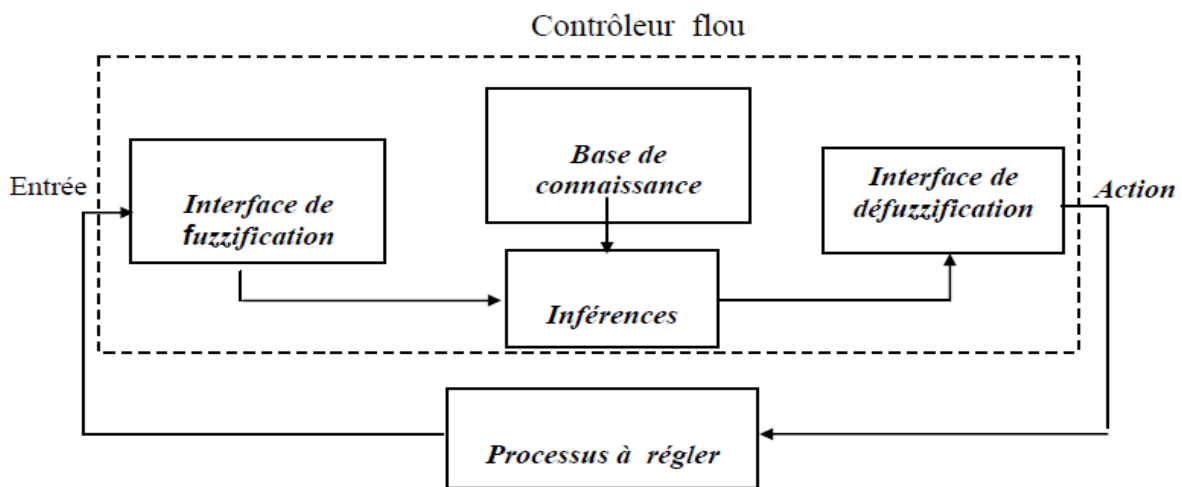 Contrôleur flou
Entrée
Interface de
fuzzification
Base de
connaissance
Inférences
Interface de
défuzzification
Action
Processus à régler